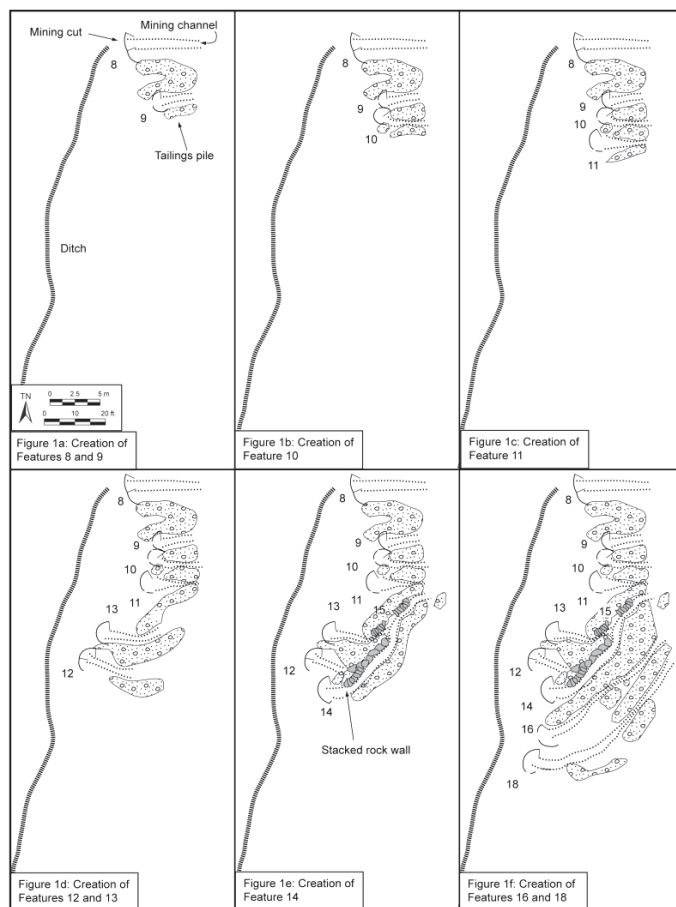 Mining cut
Mining channel
8
9
Tailings pile
Ditch
TN
0 2.5 5 m
0 10 20 ft.
Figure 1a: Creation of
Features 8 and 9
8
9
10
Figure 1b: Creation of
Feature 10
8
9
10
11
Figure 1c: Creation of
Feature 11
8
9
10
11
13
12
Figure 1d: Creation of
Features 12 and 13
8
9
10
11
13
15
12
14
Stacked rock wall
Figure 1e: Creation of
Feature 14
8
9
10
11
13
15
12
14
16
18
Figure 1f: Creation of
Features 16 and 18